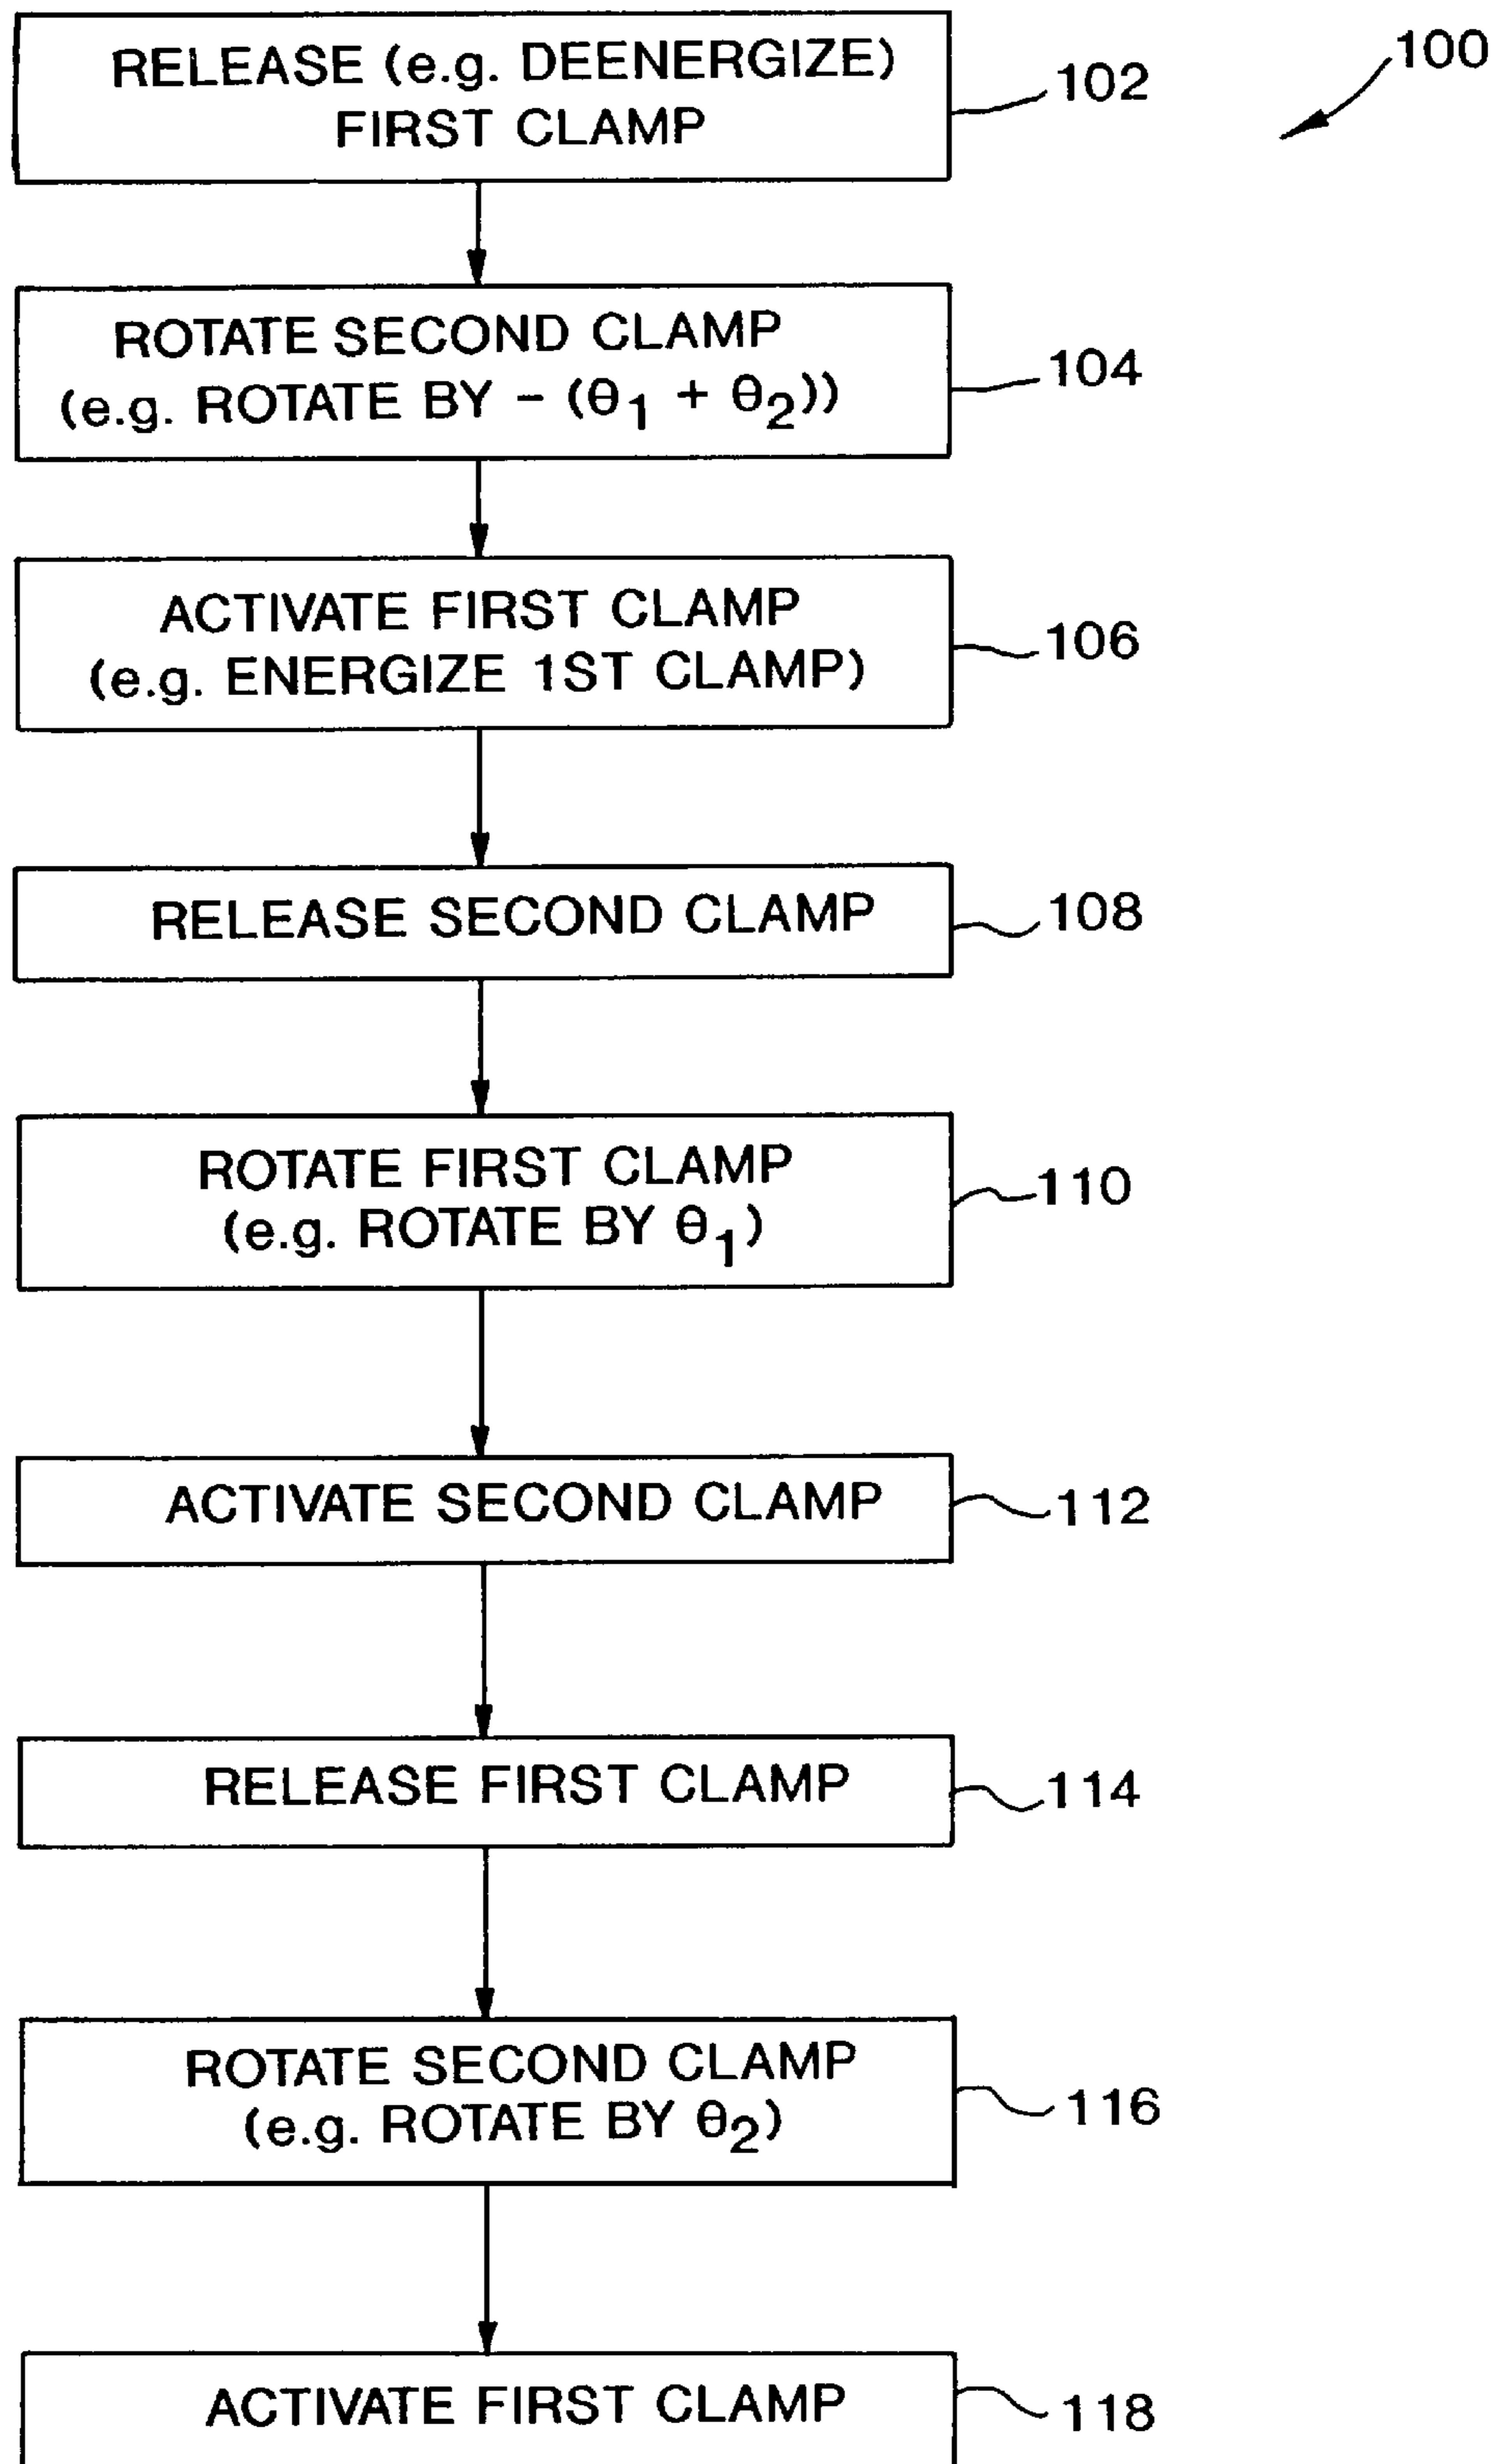 100
RELEASE (e.g. DEENERGIZE)
FIRST CLAMP
102
ROTATE SECOND CLAMP
(e.g. ROTATE BY - (θ1 + θ2))
104
ACTIVATE FIRST CLAMP
(e.g. ENERGIZE 1ST CLAMP)
106
RELEASE SECOND CLAMP
108
ROTATE FIRST CLAMP
(e.g. ROTATE BY θ1)
110
ACTIVATE SECOND CLAMP
112
RELEASE FIRST CLAMP
114
ROTATE SECOND CLAMP
(e.g. ROTATE BY θ2)
116
ACTIVATE FIRST CLAMP
118